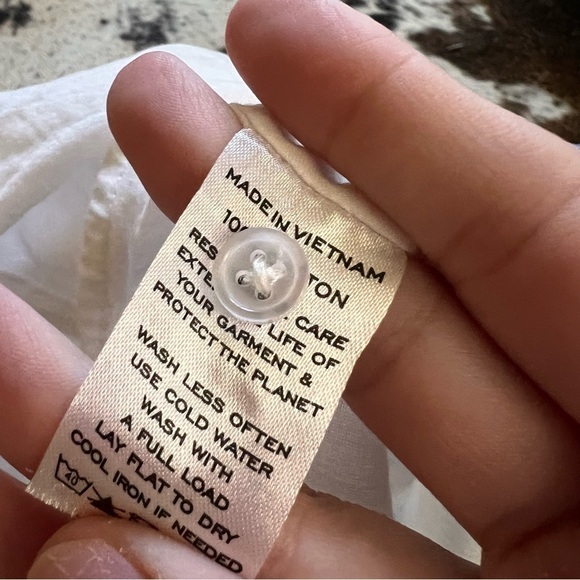 MADE IN VIETNAM
YOUR GARMENT &
PROTECT THE PLANET
WASH LESS OFTEN
USE COLD WATER
WASH WITH
A FULL LOAD
LAY FLAT TO DRY
COOL IRON IF NEEDED
CARE
LIFE OF
40